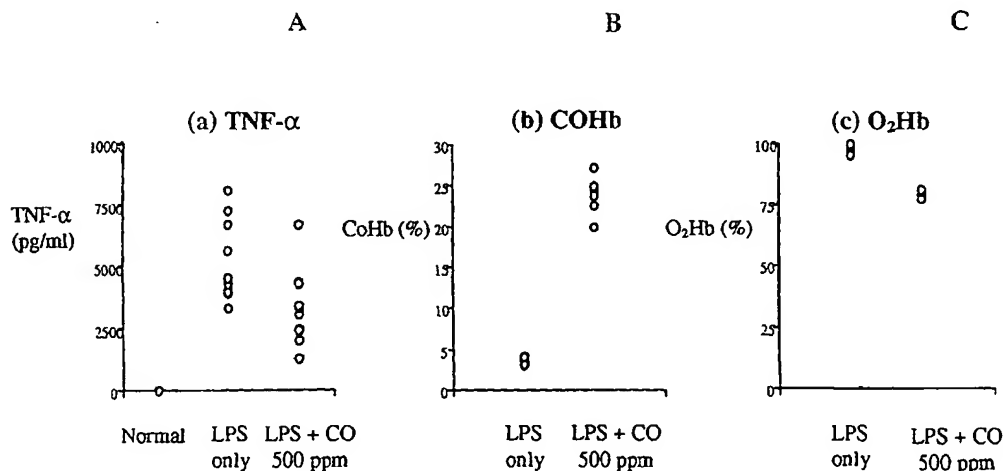 A
B
C
(a) TNF-α
(b) COHb
(c) O₂Hb
TNF-α
(pg/ml)
1000
7500
5000
2500
0
Normal
LPS
only
LPS + CO
500 ppm
CoHb (%)
30
25
20
15
10
5
0
LPS
only
LPS + CO
500 ppm
O₂Hb (%)
100
75
50
25
0
LPS
only
LPS + CO
500 ppm